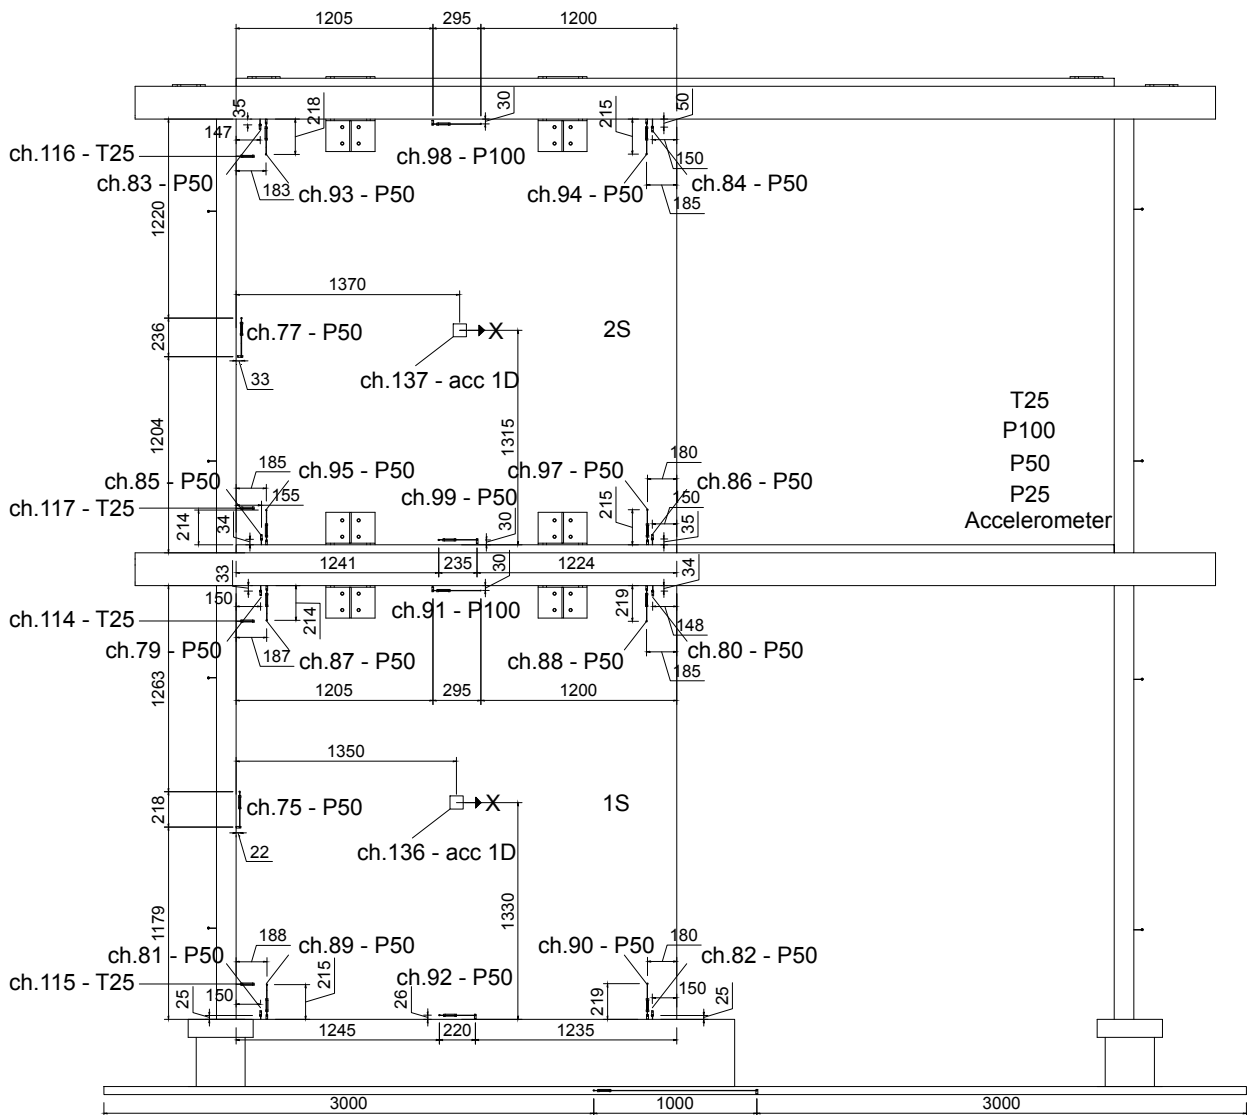 1205 295 1200
35 218 30 215 50
147 150
ch.116 - T25 ch.98 - P100
ch.83 - P50 183 ch.93 - P50 ch.94 - P50 ch.84 - P50
185
1220
1370
236 ch.77 - P50 X 2S
33 ch.137 - acc 1D
T25
P100
P50
P25
Accelerometer
1204 1315
185 ch.95 - P50 ch.97 - P50 180
ch.85 - P50 155 ch.99 - P50 ch.86 - P50
ch.117 - T25 150
214 34 30 215 35
1241 235 1224
33 30 34
150 ch.91 - P100
ch.114 - T25 214 219 148
ch.79 - P50 187 ch.87 - P50 ch.88 - P50 ch.80 - P50
185
1263 1205 295 1200
1350
218 ch.75 - P50 X 1S
22 ch.136 - acc 1D
1179 1330
188 ch.89 - P50 ch.90 - P50 180
ch.81 - P50 ch.92 - P50 ch.82 - P50
ch.115 - T25 215
150 150
25 26 219 25
1245 220 1235
3000 1000 3000